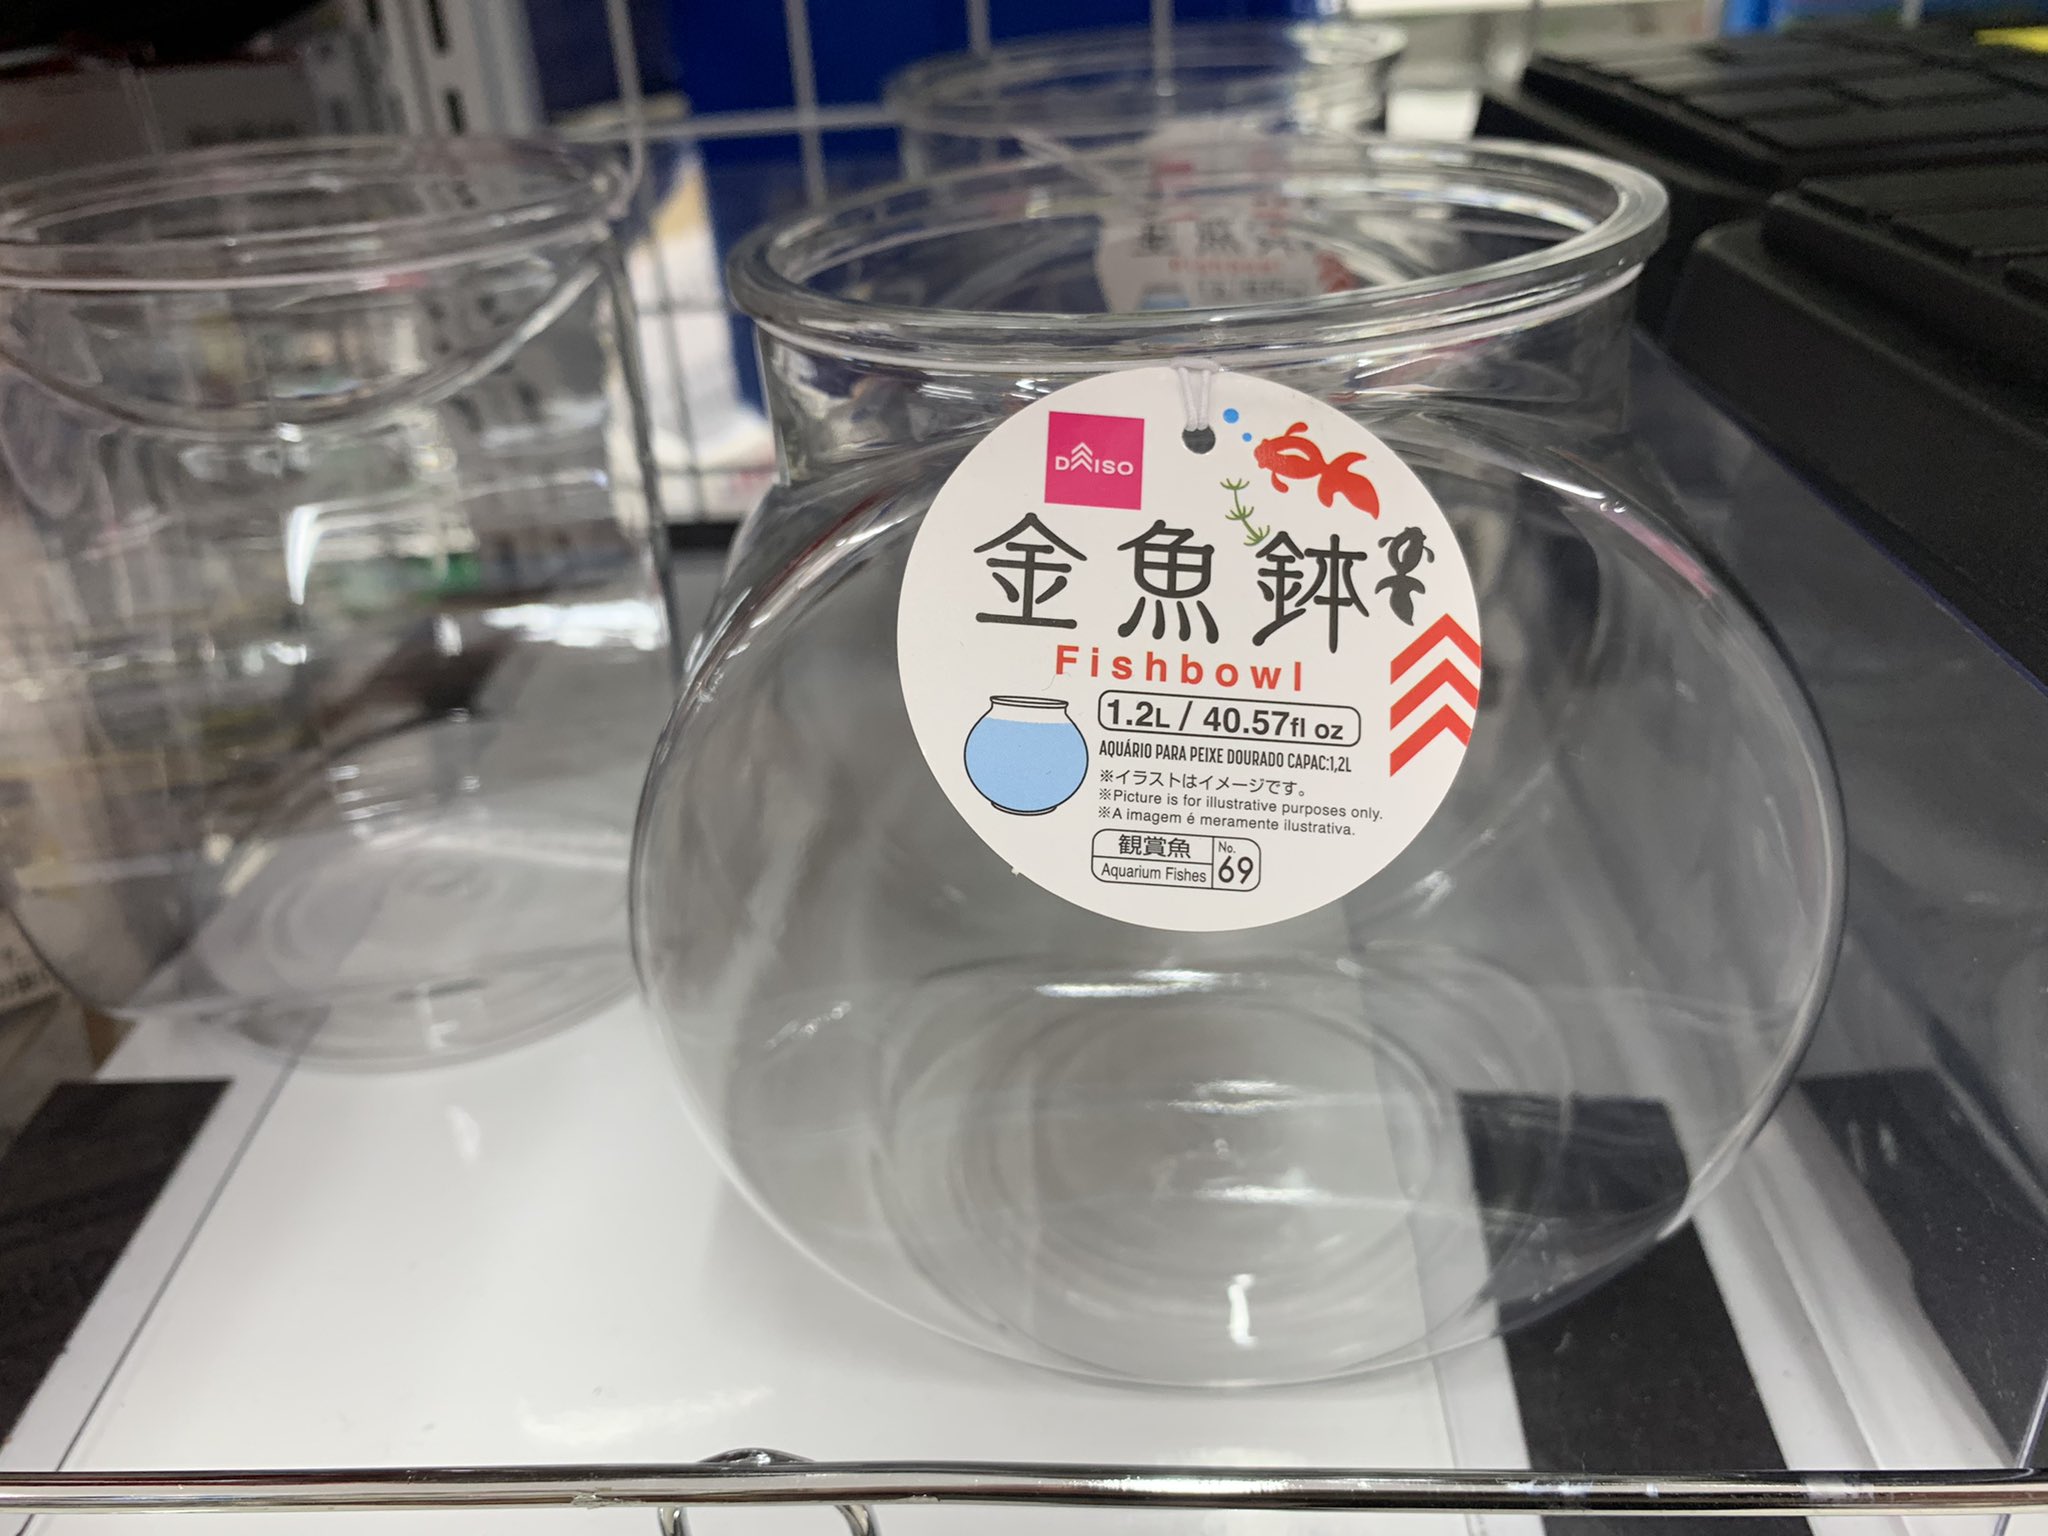 DAISO
金魚鉢
Fishbowl
1.2L / 40.57fl oz
AQUÁRIO PARA PEIXE DOURADO CAPAC:1,2L
※イラストはイメージです。
※Picture is for illustrative purposes only.
※A imagem é meramente ilustrativa.
観賞魚
Aquarium Fishes
No.
69